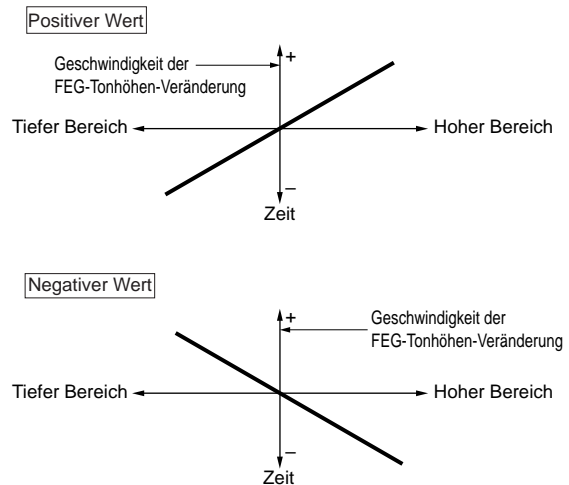 Positiver Wert
+
Geschwindigkeit der
FEG-Tonhöhen-Veränderung
Tiefer Bereich
Hoher Bereich
–
Zeit
Negativer Wert
+
Geschwindigkeit der
FEG-Tonhöhen-Veränderung
Tiefer Bereich
Hoher Bereich
–
Zeit